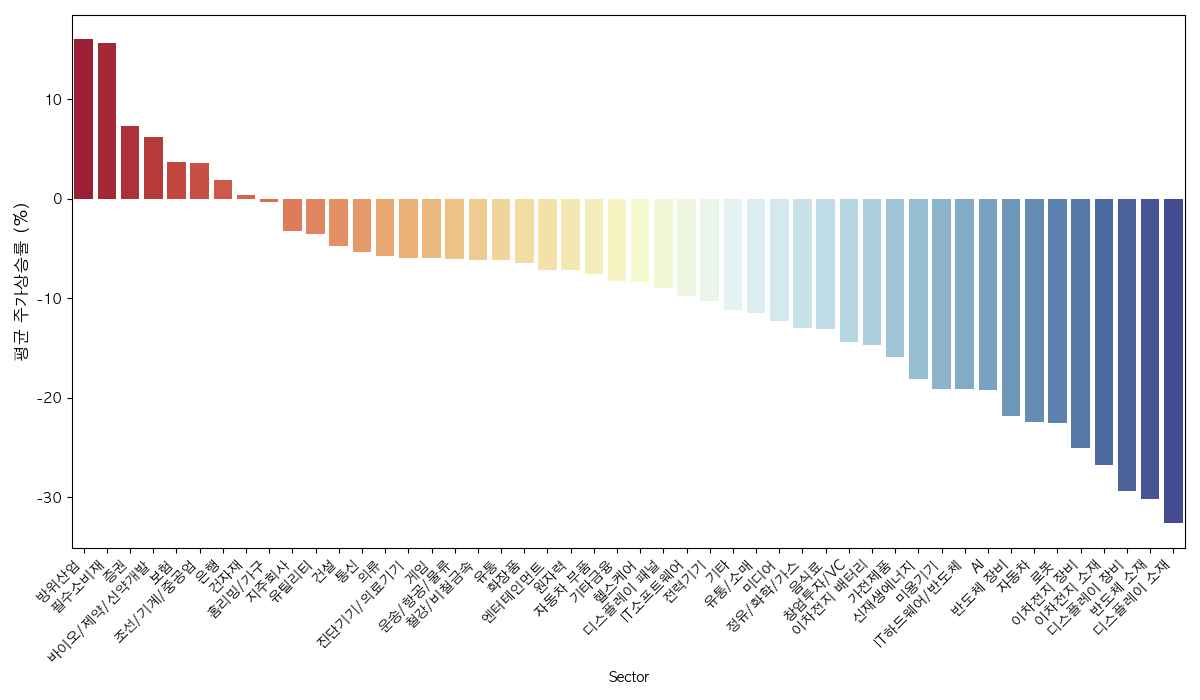 평균 주가상승률 (%)
10
0
-10
-20
-30
방위산업
필수소비재
증권
바이오/제약/신약개발
보험
조선/기계/중공업
은행
건자재
홈리빙/가구
지주회사
유틸리티
건설
통신
의류
진단기기/의료기기
게임
운송/항공/물류
철강/비철금속
유통
화장품
엔터테인먼트
원자력
자동차 부품
기타금융
헬스케어
디스플레이 패널
IT소프트웨어
전력기기
기타
유통/소매
미디어
정유/화학/가스
음식료
창업투자/VC
이차전지 배터리
가전제품
신재생에너지
미용기기
IT하드웨어/반도체
AI
반도체 장비
자동차
로봇
이차전지 장비
이차전지 소재
디스플레이 장비
반도체 소재
디스플레이 소재
Sector